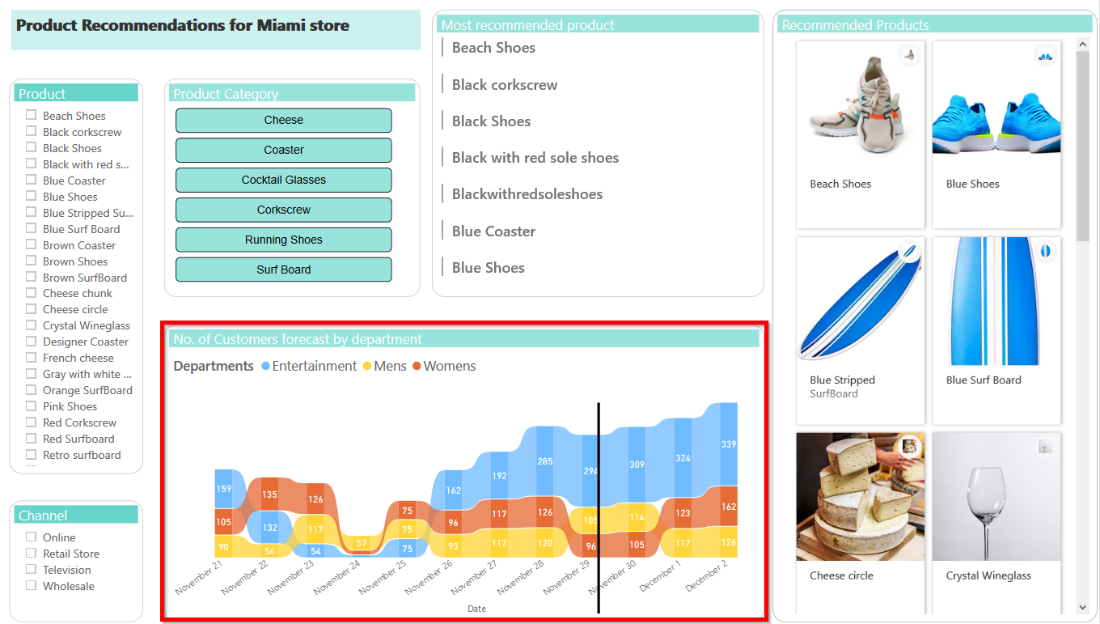 Product Recommendations for Miami store
Product
Beach Shoes
Black corkscrew
Black Shoes
Black with red s...
Blue Coaster
Blue Shoes
Blue Stripped Su...
Blue Surf Board
Brown Coaster
Brown Shoes
Brown SurfBoard
Cheese chunk
Cheese circle
Crystal Wineglass
Designer Coaster
French cheese
Gray with white ...
Orange SurfBoard
Pink Shoes
Red Corkscrew
Red Surfboard
Retro surfboard
Channel
Online
Retail Store
Television
Wholesale
Product Category
Cheese
Coaster
Cocktail Glasses
Corkscrew
Running Shoes
Surf Board
Most recommended product
Beach Shoes
Black corkscrew
Black Shoes
Black with red sole shoes
Blackwithredsoleshoes
Blue Coaster
Blue Shoes
No. of Customers forecast by department
Departments Entertainment Mens Womens
159 105 90
135 132 54
126 117 54
57
75 75 75
162 96 93
192 117 117
285 126 120
294 105 96
309 114 105
324 123 117
339 162 126
November 21
November 22
November 23
November 24
November 25
November 26
November 27
November 28
November 29
November 30
December 1
December 2
Date
Recommended Products
Beach Shoes
Blue Shoes
Blue Stripped
SurfBoard
Blue Surf Board
Cheese circle
Crystal Wineglass